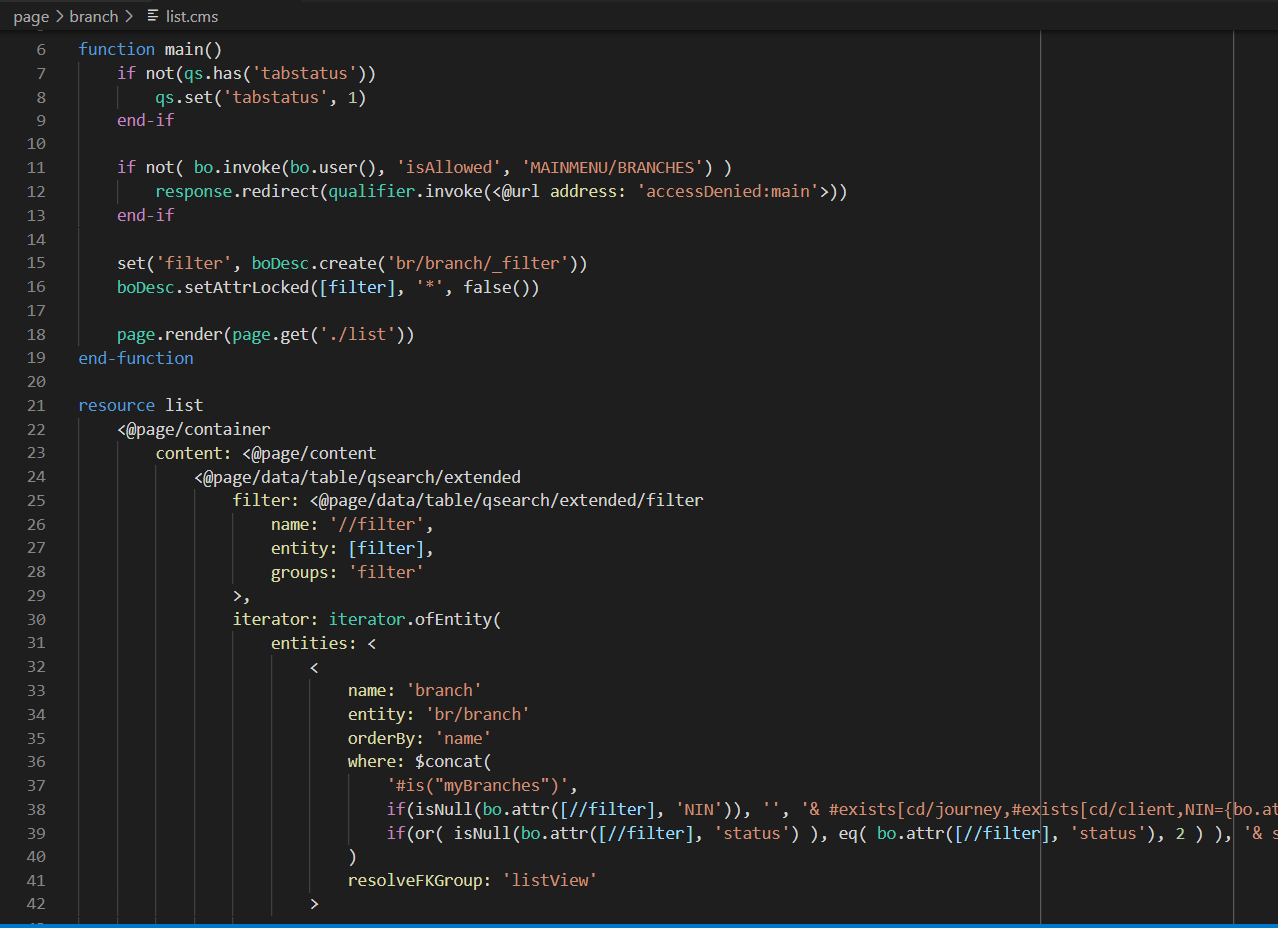 page > branch > list.cms
6 function main()
7 if not(qs.has('tabstatus'))
8 qs.set('tabstatus', 1)
9 end-if
10
11 if not( bo.invoke(bo.user(), 'isAllowed', 'MAINMENU/BRANCHES') )
12 response.redirect(qualifier.invoke(<@url address: 'accessDenied:main'>))
13 end-if
14
15 set('filter', boDesc.create('br/branch/_filter'))
16 boDesc.setAttrLocked([filter], '*', false())
17
18 page.render(page.get('./list'))
19 end-function
20
21 resource list
22 <@page/container
23 content: <@page/content
24 <@page/data/table/qsearch/extended
25 filter: <@page/data/table/qsearch/extended/filter
26 name: '//filter',
27 entity: [filter],
28 groups: 'filter'
29 >,
30 iterator: iterator.ofEntity(
31 entities: <
32 <
33 name: 'branch'
34 entity: 'br/branch'
35 orderBy: 'name'
36 where: $concat(
37 '#is("myBranches")',
38 if(isNull(bo.attr([//filter], 'NIN')), '', '& #exists[cd/journey,#exists[cd/client,NIN={bo.at
39 if(or( isNull(bo.attr([//filter], 'status') ), eq( bo.attr([//filter], 'status'), 2 ) ), '& s
40 )
41 resolveFKGroup: 'listView'
42 >